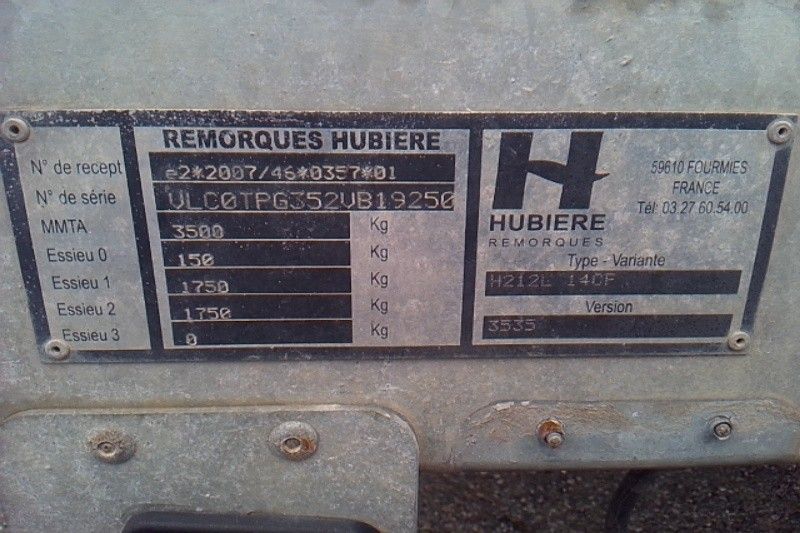 REMORQUES HUBIERE
N° de recept e2*2007/46*0357*01
N° de série VLC0TPG352VB19250
MMTA 3500 Kg
Essieu 0 150 Kg
Essieu 1 1750 Kg
Essieu 2 1750 Kg
Essieu 3 0 Kg
H
HUBIERE
REMORQUES
59610 FOURMIES
FRANCE
Tél: 03.27.60.54.00
Type - Variante
H212L 14CF
Version
3535